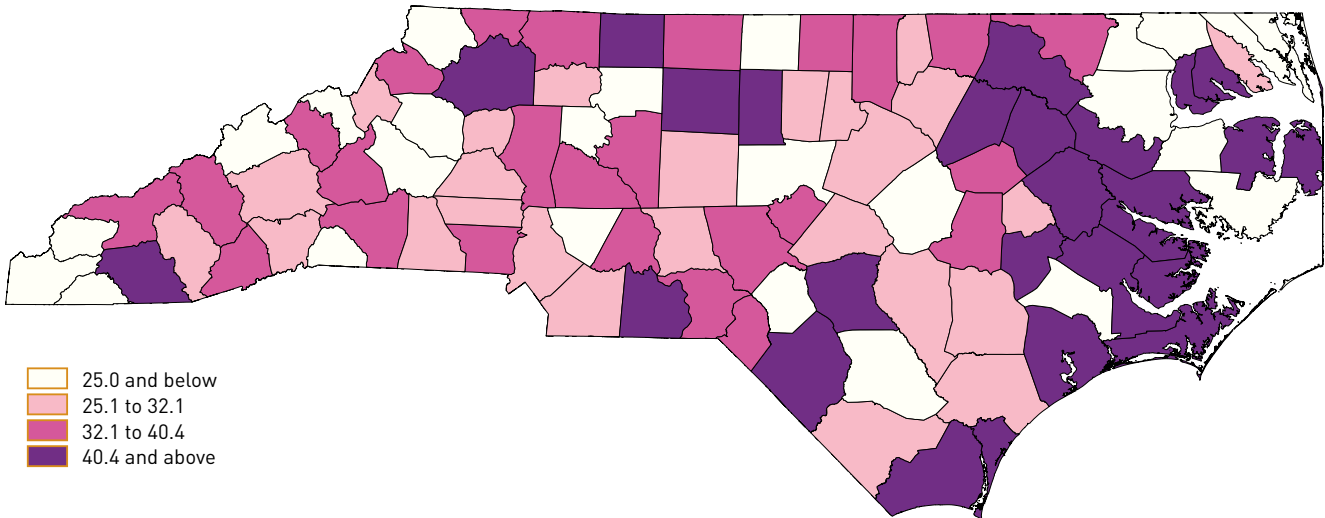 25.0 and below
25.1 to 32.1
32.1 to 40.4
40.4 and above